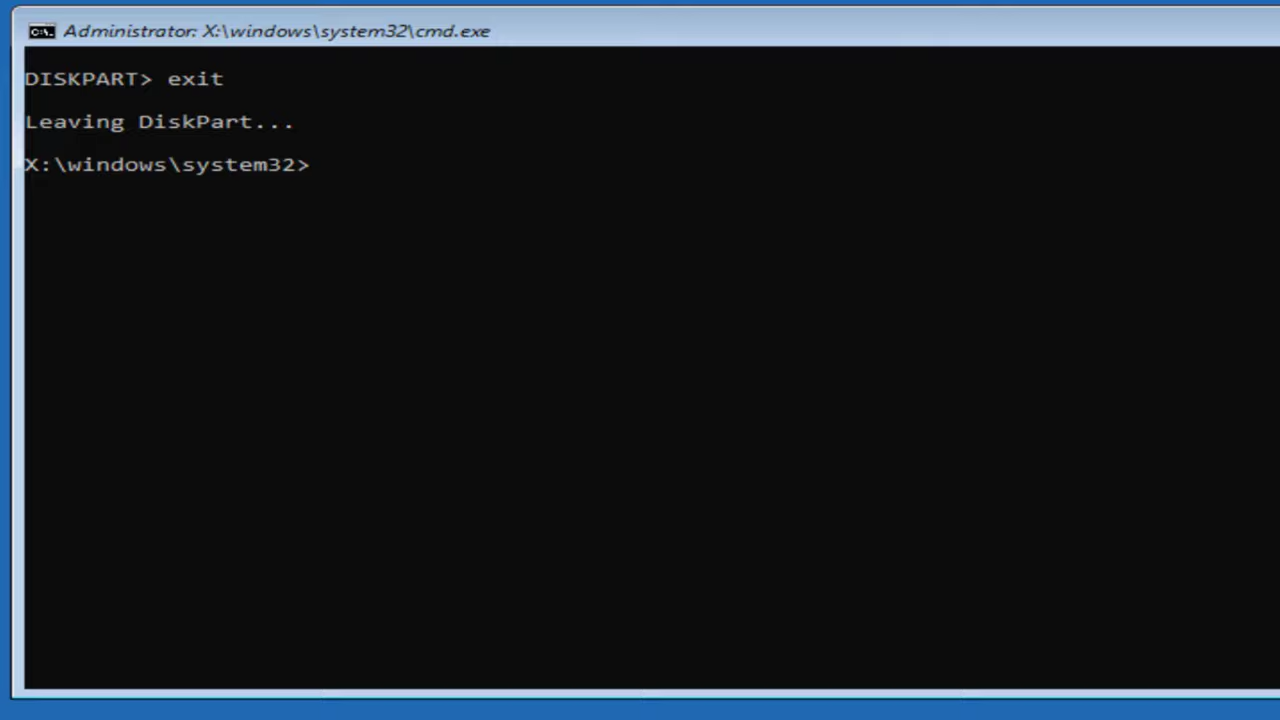 Administrator: X:\windows\system32\cmd.exe
DISKPART> exit
Leaving DiskPart...
X:\windows\system32>